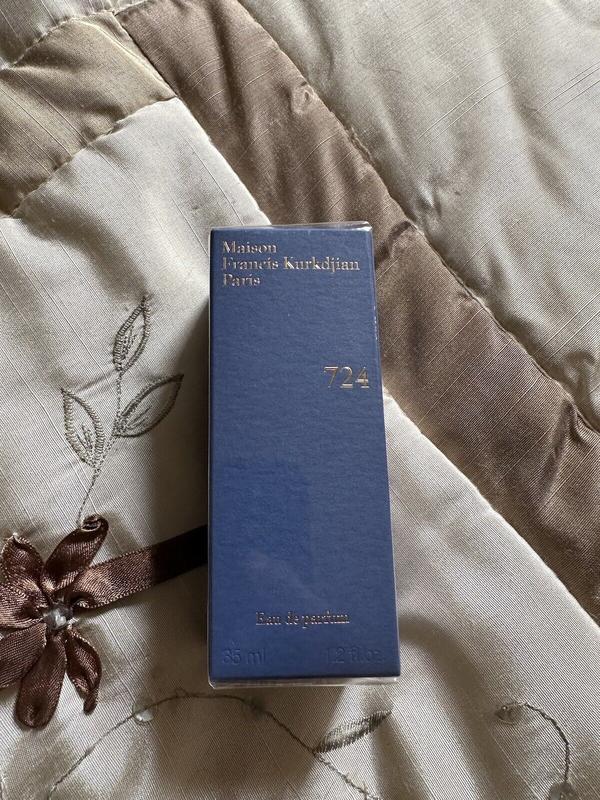 Maison
Francis Kurkdjian
Paris
724
Eau de parfum
35 ml 1.2 fl.oz.